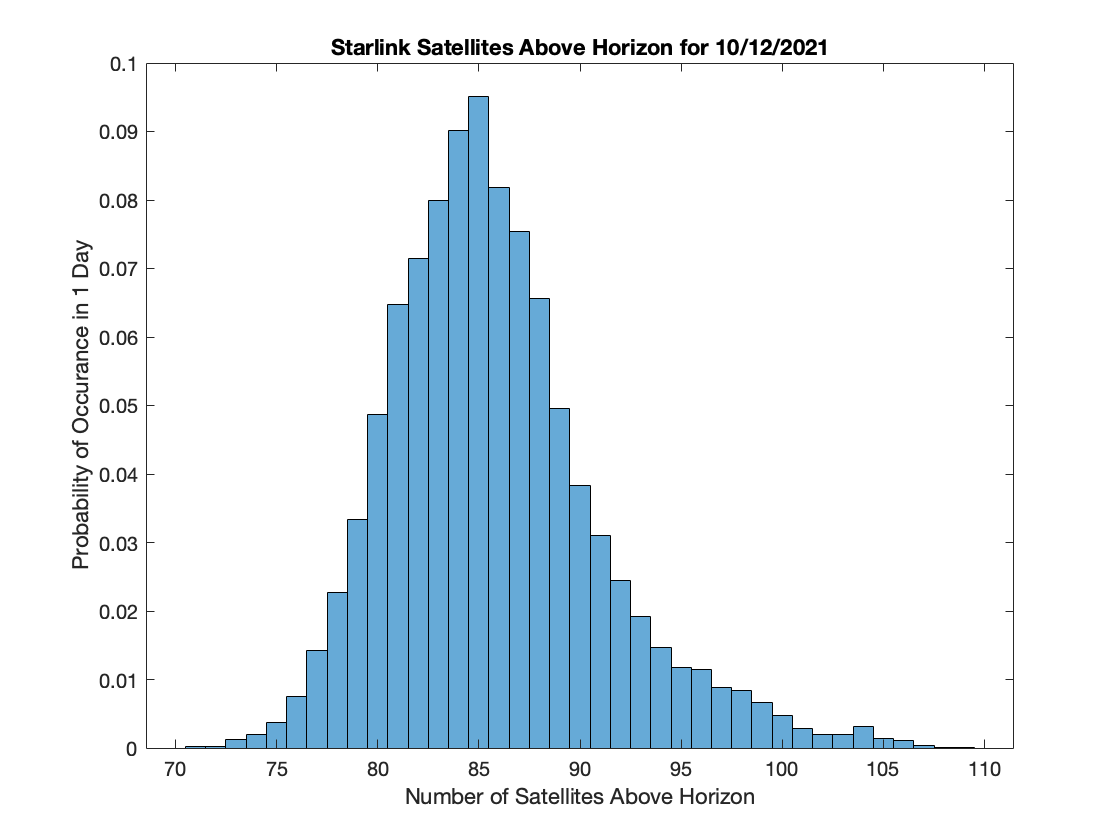 Starlink Satellites Above Horizon for 10/12/2021
0.1
0.09
0.08
0.07
0.06
0.05
0.04
0.03
0.02
0.01
0
Probability of Occurance in 1 Day
70 75 80 85 90 95 100 105 110
Number of Satellites Above Horizon